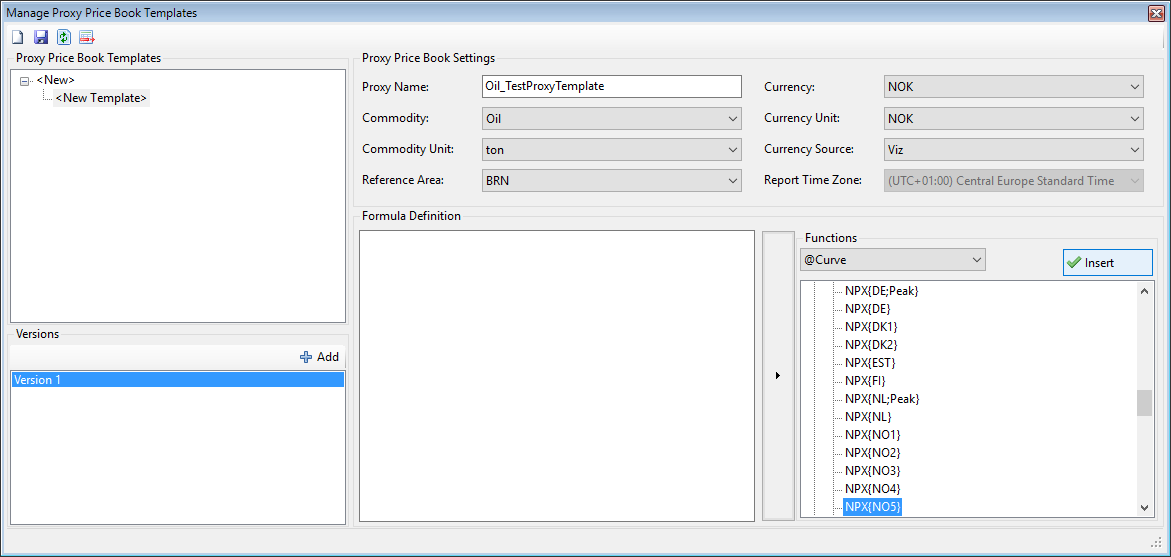 Manage Proxy Price Book Templates
Proxy Price Book Templates
<New>
<New Template>
Versions
Add
Version 1
Proxy Price Book Settings
Proxy Name: Oil_TestProxyTemplate Currency: NOK
Commodity: Oil Currency Unit: NOK
Commodity Unit: ton Currency Source: Viz
Reference Area: BRN Report Time Zone: (UTC+01:00) Central Europe Standard Time
Formula Definition
Functions
@Curve Insert
NPX{DE;Peak}
NPX{DE}
NPX{DK1}
NPX{DK2}
NPX{EST}
NPX{FI}
NPX{NL;Peak}
NPX{NL}
NPX{NO1}
NPX{NO2}
NPX{NO3}
NPX{NO4}
NPX{NO5}